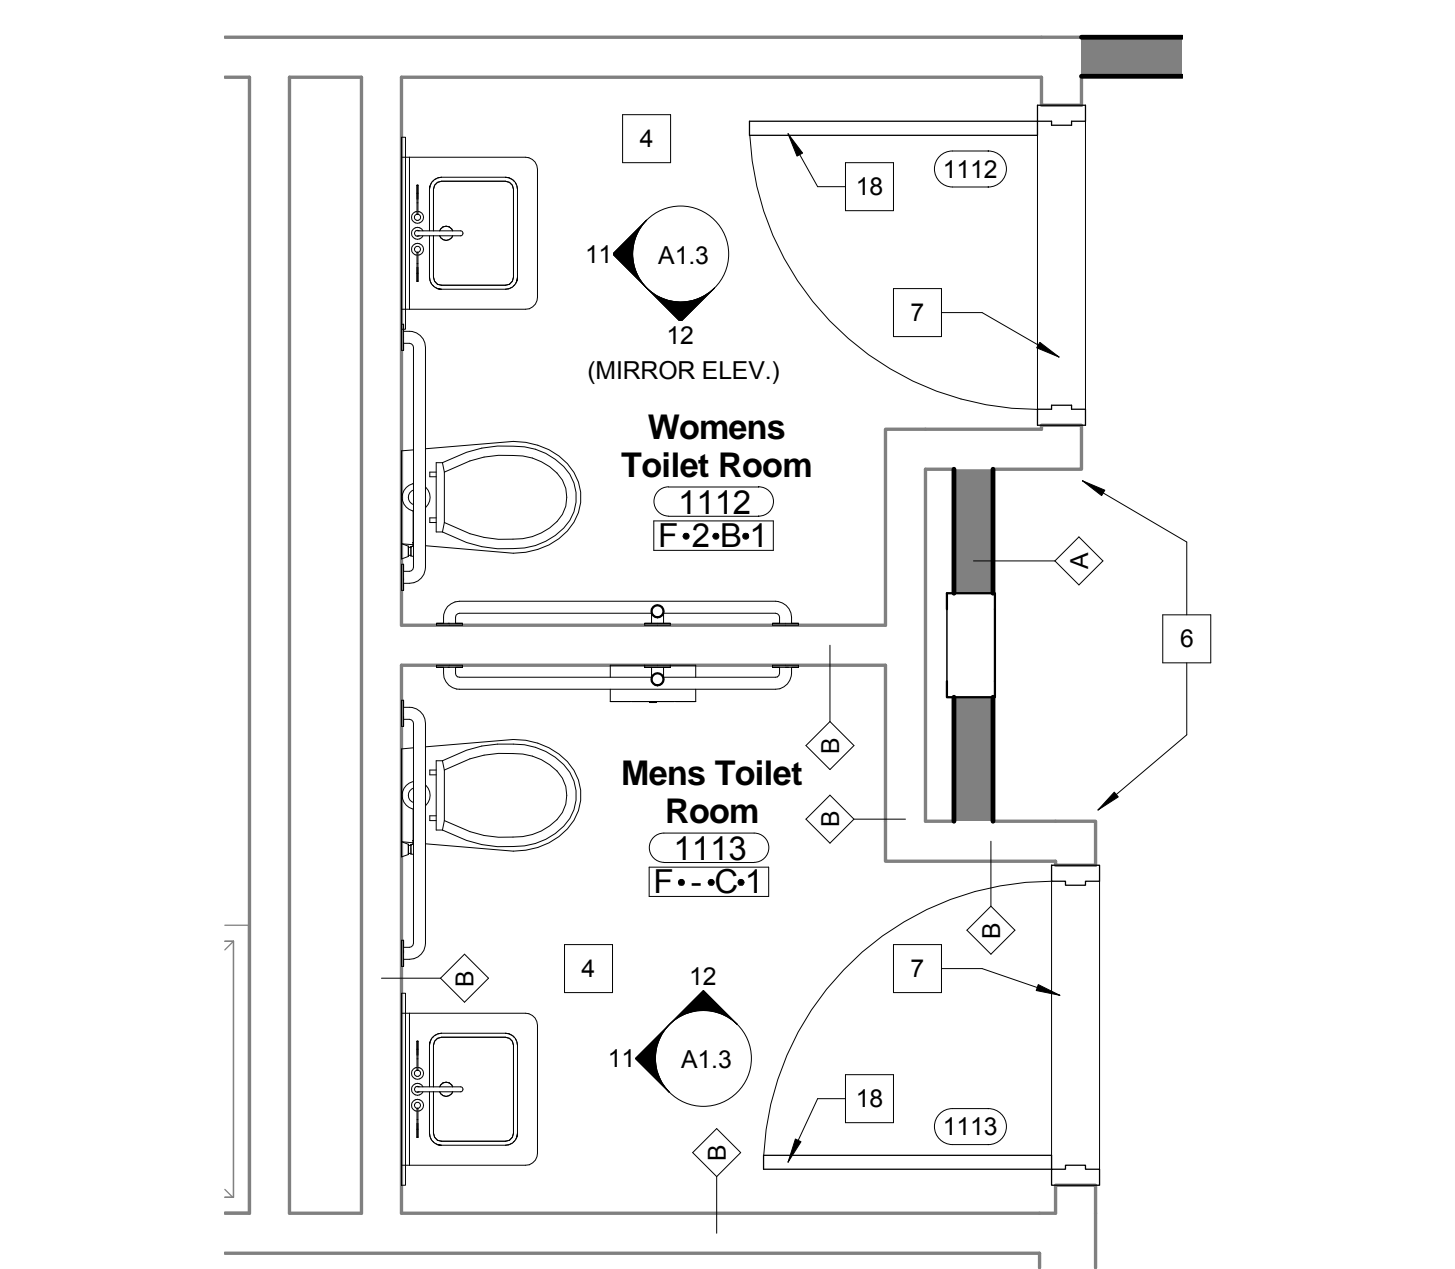 4
1112
18
11
A1.3
7
12
(MIRROR ELEV.)
Womens
Toilet Room
1112
F•2•B•1
A
6
B
Mens Toilet
Room
B
1113
F•-•C•1
B
4
7
B
12
11
A1.3
18
1113
B